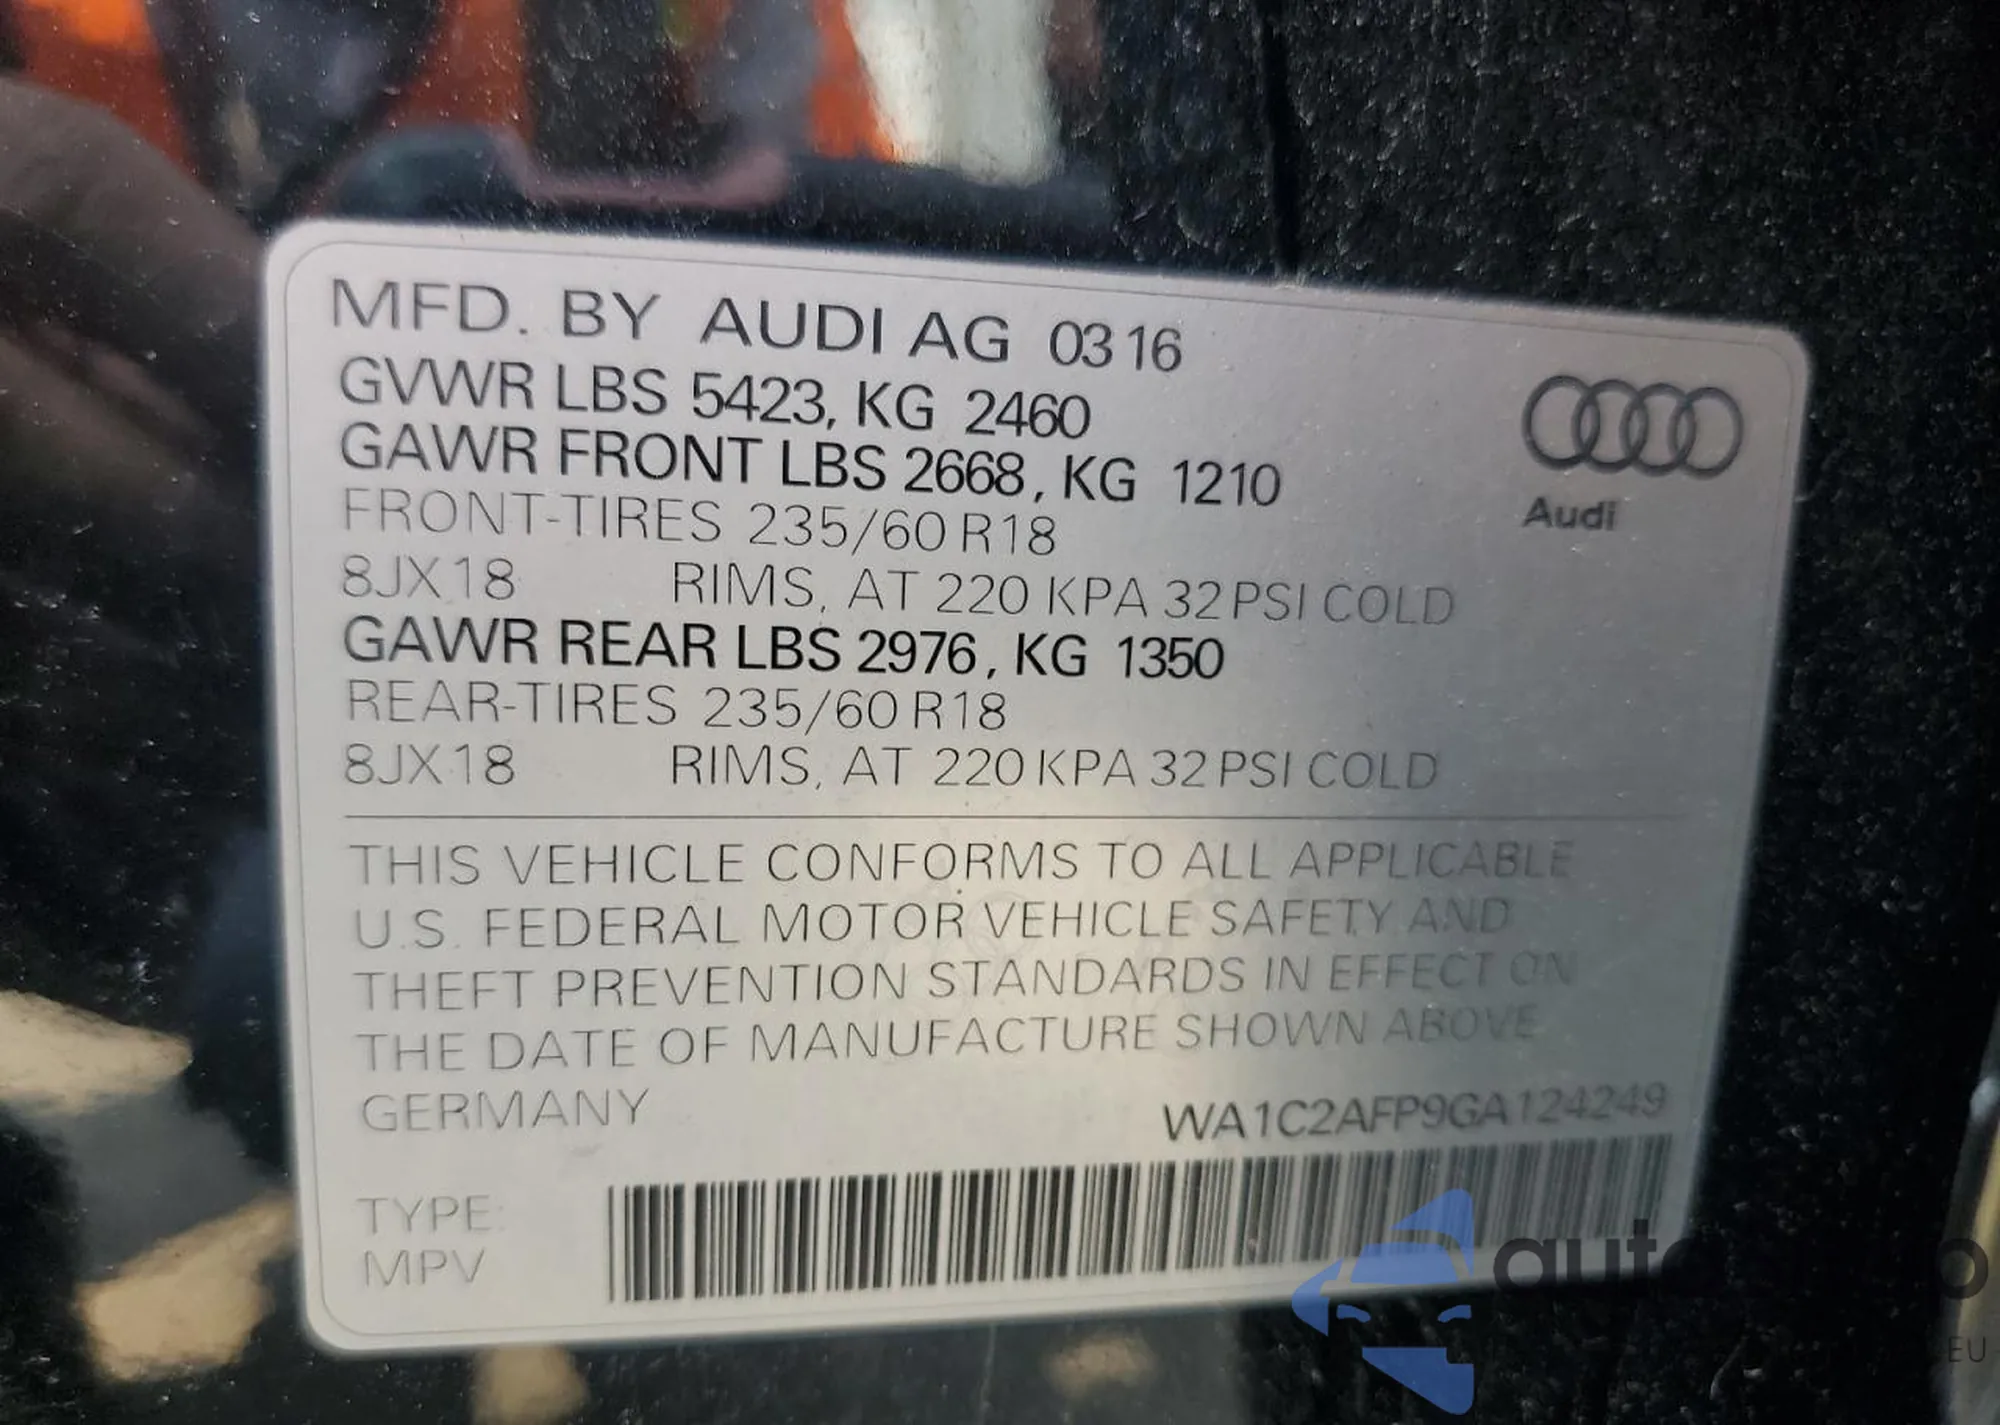 MFD. BY AUDI AG 03 16
GVWR LBS 5423, KG 2460
GAWR FRONT LBS 2668, KG 1210
FRONT-TIRES 235/60 R18
8JX18 RIMS, AT 220 KPA 32 PSI COLD
GAWR REAR LBS 2976, KG 1350
REAR-TIRES 235/60 R18
8JX18 RIMS, AT 220 KPA 32 PSI COLD
Audi
THIS VEHICLE CONFORMS TO ALL APPLICABLE
U.S. FEDERAL MOTOR VEHICLE SAFETY AND
THEFT PREVENTION STANDARDS IN EFFECT ON
THE DATE OF MANUFACTURE SHOWN ABOVE
GERMANY WA1C2AFP9GA124249
TYPE:
MPV